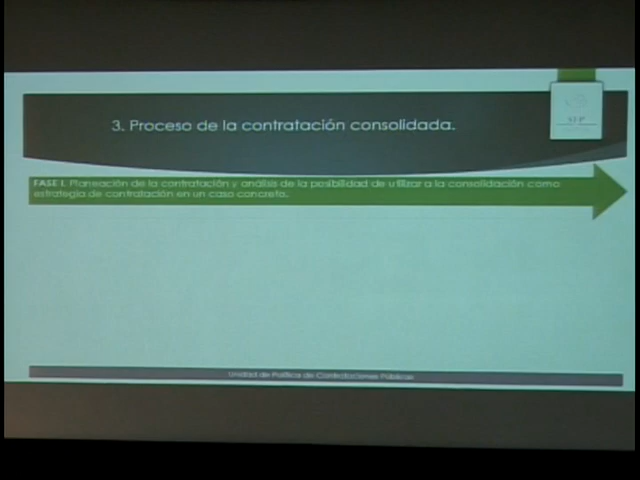 3. Proceso de la contratación consolidada.
FASE I. Planeación de la contratación y análisis de la posibilidad de utilizar a la consolidación como
estrategia de contratación en un caso concreto.
Unidad de Política de Contrataciones Públicas